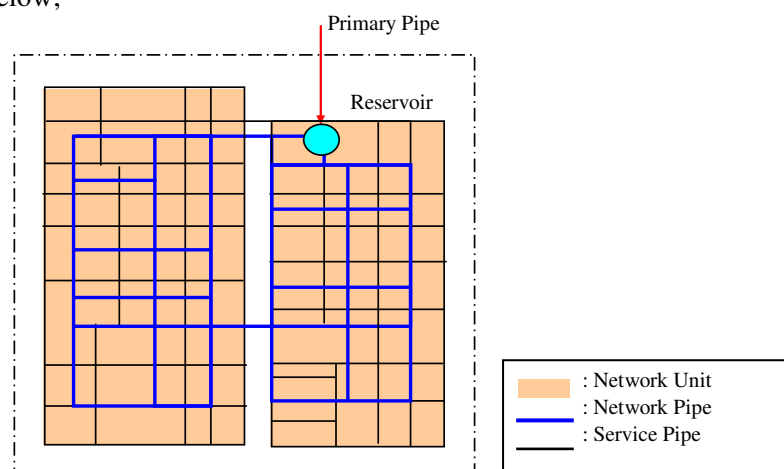 elow;
Primary Pipe
Reservoir
: Network Unit
: Network Pipe
: Service Pipe